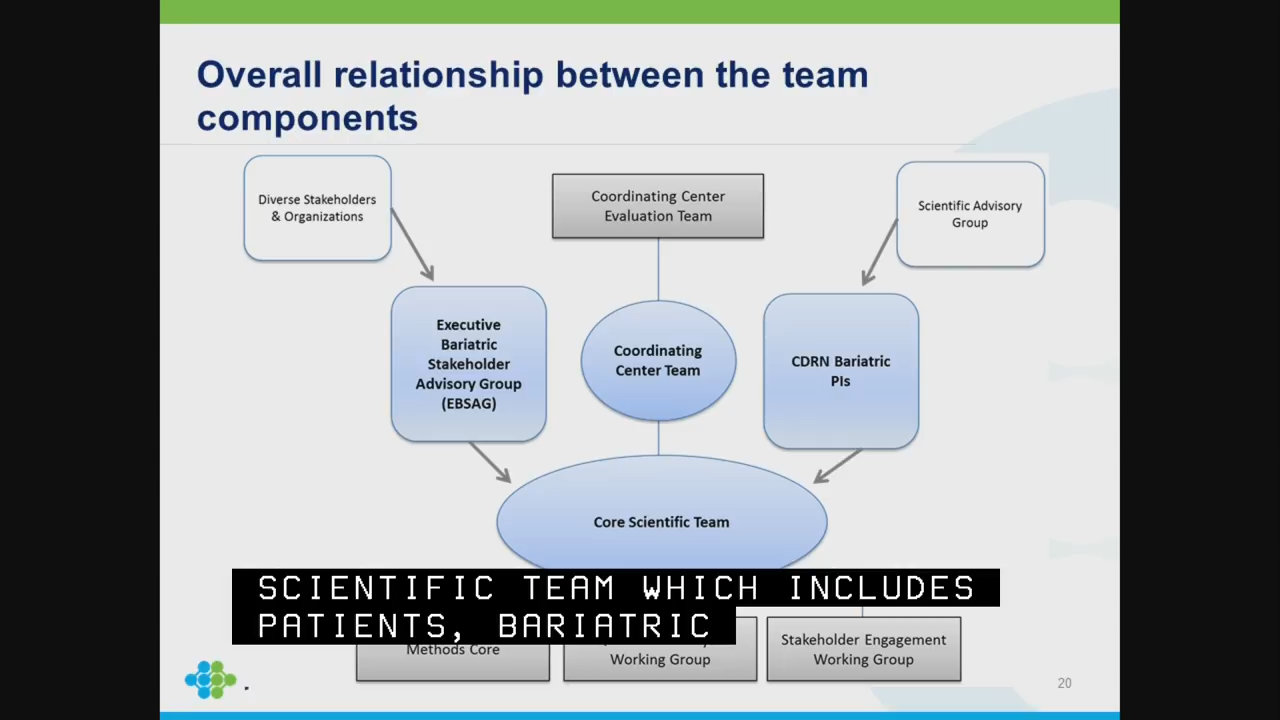 Overall relationship between the team
components
Diverse Stakeholders
& Organizations
Coordinating Center
Evaluation Team
Scientific Advisory
Group
Executive
Bariatric
Stakeholder
Advisory Group
(EBSAG)
Coordinating
Center Team
CDRN Bariatric
PIs
Core Scientific Team
SCIENTIFIC TEAM WHICH INCLUDES
PATIENTS, BARIATRIC
Methods Core
Working Group
Stakeholder Engagement
Working Group
20